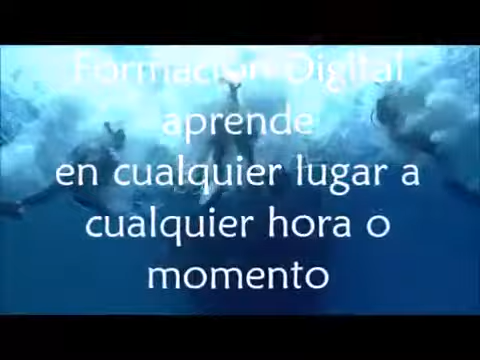 Formación Digital
aprende
en cualquier lugar a
cualquier hora o
momento